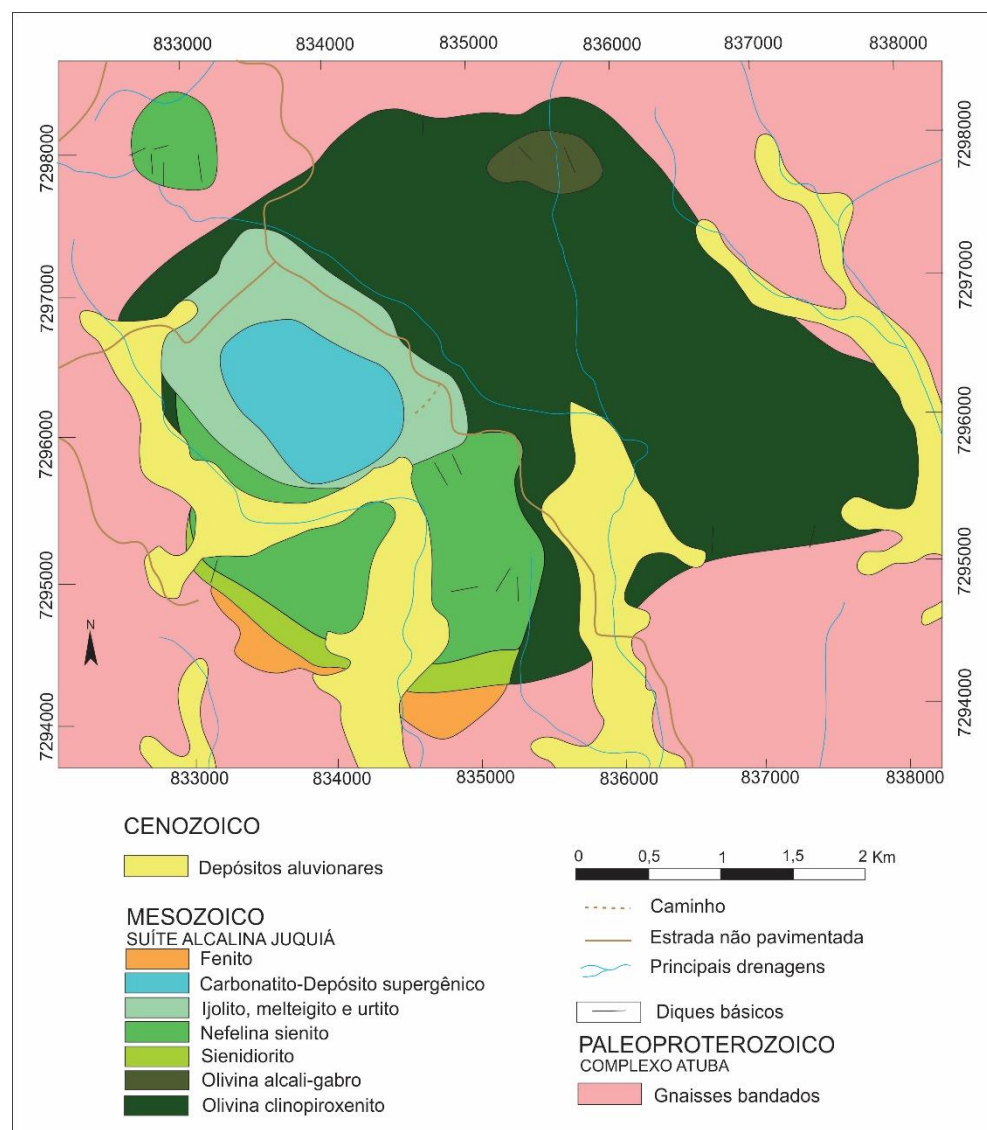 833000 834000 835000 836000 837000 838000
7298000
7297000
7296000
7295000
7294000
7298000
7297000
7296000
7295000
7294000
N
833000 834000 835000 836000 837000 838000
CENOZOICO
Depósitos aluvionares
MESOZOICO
SUÍTE ALCALINA JUQUIÁ
Fenito
Carbonatito-Depósito supergênico
Ijolito, melteigito e urtito
Nefelina sienito
Sienidiorito
Olivina alcali-gabro
Olivina clinopiroxenito
0 0,5 1 1,5 2 Km
Caminho
Estrada não pavimentada
Principais drenagens
Diques básicos
PALEOPROTEROZOICO
COMPLEXO ATUBA
Gnaisses bandados